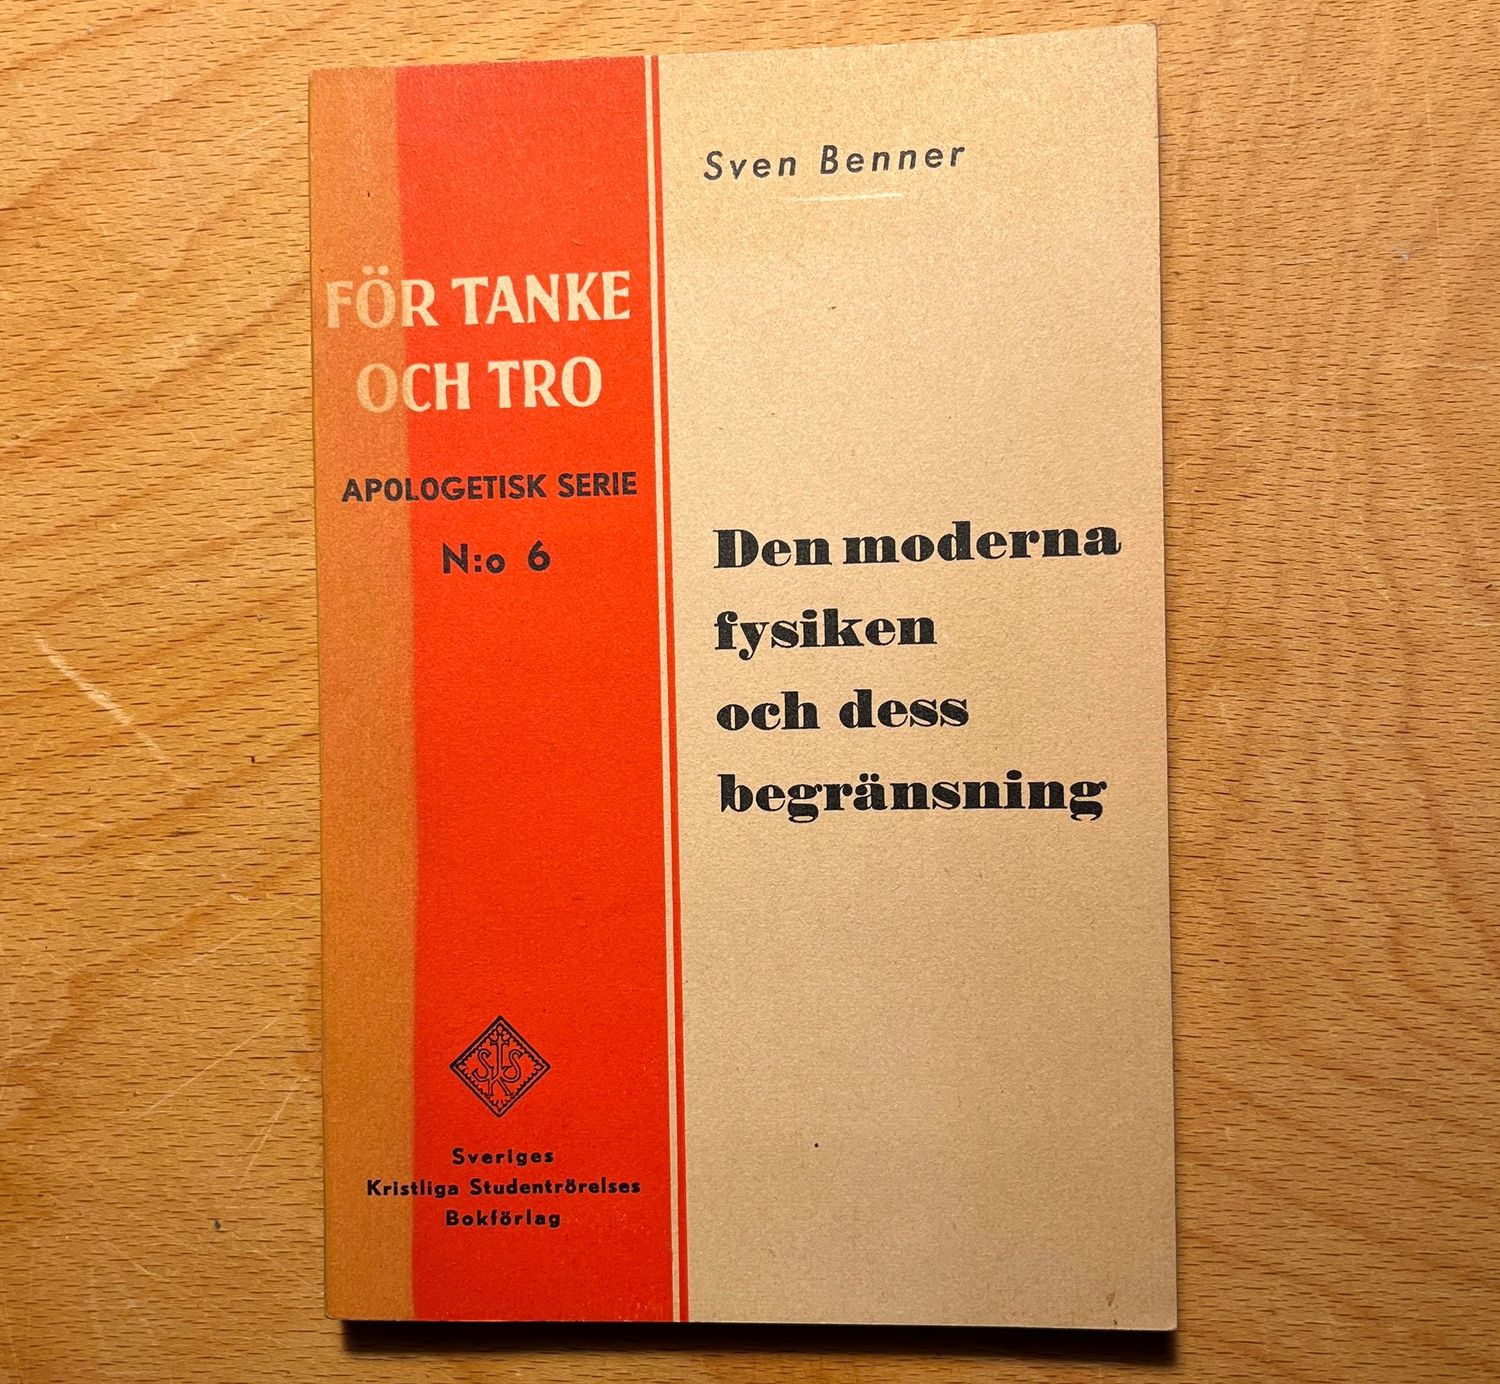 Sven Benner
FÖR TANKE
OCH TRO
APOLOGETISK SERIE
N:o 6
Den moderna
fysiken
och dess
begränsning
SKS
Sveriges
Kristliga Studentrörelses
Bokförlag